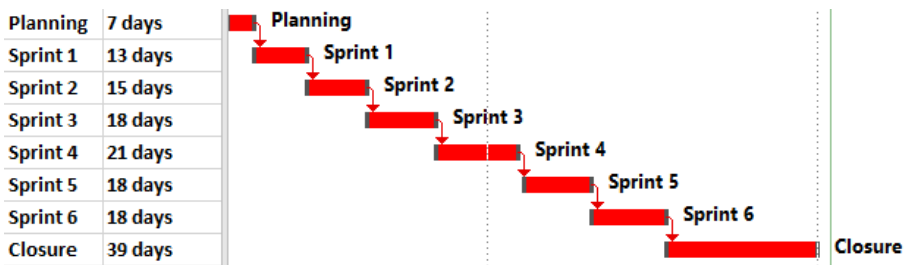 Planning 7 days Planning
Sprint 1 13 days Sprint 1
Sprint 2 15 days Sprint 2
Sprint 3 18 days Sprint 3
Sprint 4 21 days Sprint 4
Sprint 5 18 days Sprint 5
Sprint 6 18 days Sprint 6
Closure 39 days Closure